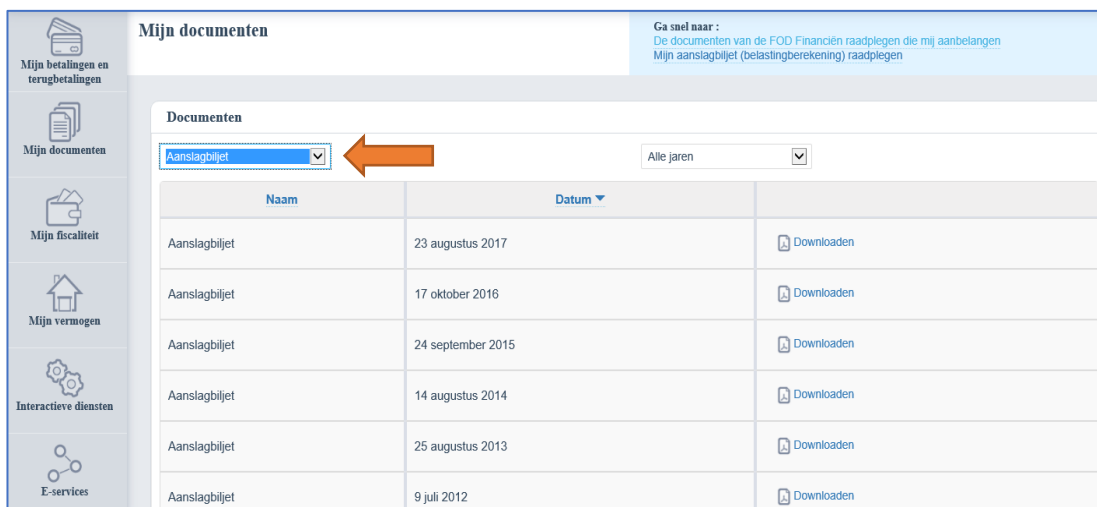 Mijn betalingen en
terugbetalingen
Mijn documenten
Mijn fiscaliteit
Mijn vermogen
Interactieve diensten
E-services
Mijn documenten
Ga snel naar :
De documenten van de FOD Financiën raadplegen die mij aanbelangen
Mijn aanslagbiljet (belastingberekening) raadplegen
Documenten
Aanslagbiljet Alle jaren
Naam Datum
Aanslagbiljet 23 augustus 2017 Downloaden
Aanslagbiljet 17 oktober 2016 Downloaden
Aanslagbiljet 24 september 2015 Downloaden
Aanslagbiljet 14 augustus 2014 Downloaden
Aanslagbiljet 25 augustus 2013 Downloaden
Aanslagbiljet 9 juli 2012 Downloaden